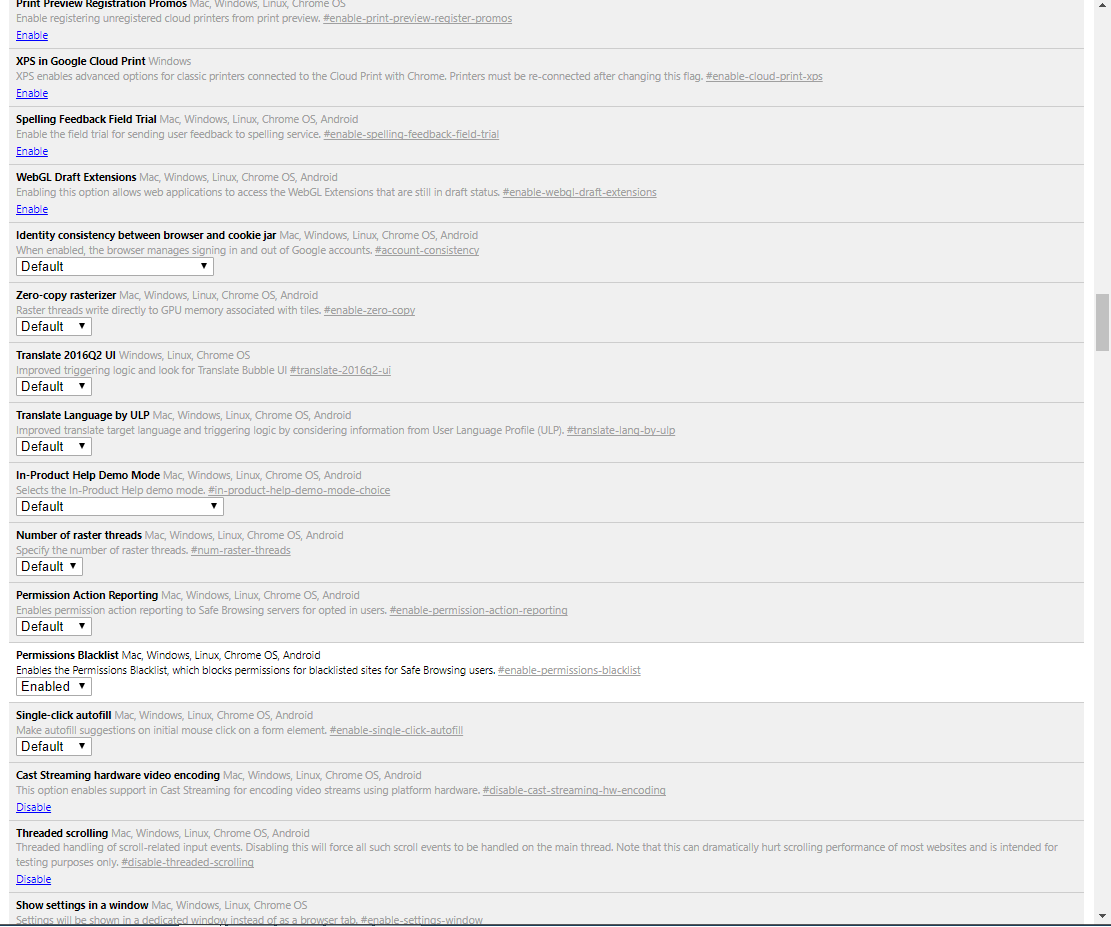 Print Preview Registration Promos Mac, Windows, Linux, Chrome OS
Enable registering unregistered cloud printers from print preview. #enable-print-preview-register-promos
Enable
XPS in Google Cloud Print Windows
XPS enables advanced options for classic printers connected to the Cloud Print with Chrome. Printers must be re-connected after changing this flag. #enable-cloud-print-xps
Enable
Spelling Feedback Field Trial Mac, Windows, Linux, Chrome OS, Android
Enable the field trial for sending user feedback to spelling service. #enable-spelling-feedback-field-trial
Enable
WebGL Draft Extensions Mac, Windows, Linux, Chrome OS, Android
Enabling this option allows web applications to access the WebGL Extensions that are still in draft status. #enable-webgl-draft-extensions
Enable
Identity consistency between browser and cookie jar Mac, Windows, Linux, Chrome OS, Android
When enabled, the browser manages signing in and out of Google accounts. #account-consistency
Default
Zero-copy rasterizer Mac, Windows, Linux, Chrome OS, Android
Raster threads write directly to GPU memory associated with tiles. #enable-zero-copy
Default
Translate 2016Q2 UI Windows, Linux, Chrome OS
Improved triggering logic and look for Translate Bubble UI #translate-2016q2-ui
Default
Translate Language by ULP Mac, Windows, Linux, Chrome OS, Android
Improved translate target language and triggering logic by considering information from User Language Profile (ULP). #translate-lang-by-ulp
Default
In-Product Help Demo Mode Mac, Windows, Linux, Chrome OS, Android
Selects the In-Product Help demo mode. #in-product-help-demo-mode-choice
Default
Number of raster threads Mac, Windows, Linux, Chrome OS, Android
Specify the number of raster threads. #num-raster-threads
Default
Permission Action Reporting Mac, Windows, Linux, Chrome OS, Android
Enables permission action reporting to Safe Browsing servers for opted in users. #enable-permission-action-reporting
Default
Permissions Blacklist Mac, Windows, Linux, Chrome OS, Android
Enables the Permissions Blacklist, which blocks permissions for blacklisted sites for Safe Browsing users. #enable-permissions-blacklist
Enabled
Single-click autofill Mac, Windows, Linux, Chrome OS, Android
Make autofill suggestions on initial mouse click on a form element. #enable-single-click-autofill
Default
Cast Streaming hardware video encoding Mac, Windows, Linux, Chrome OS, Android
This option enables support in Cast Streaming for encoding video streams using platform hardware. #disable-cast-streaming-hw-encoding
Disable
Threaded scrolling Mac, Windows, Linux, Chrome OS, Android
Threaded handling of scroll-related input events. Disabling this will force all such scroll events to be handled on the main thread. Note that this can dramatically hurt scrolling performance of most websites and is intended for
testing purposes only. #disable-threaded-scrolling
Disable
Show settings in a window Mac, Windows, Linux, Chrome OS
Settings will be shown in a dedicated window instead of as a browser tab. #enable-settings-window